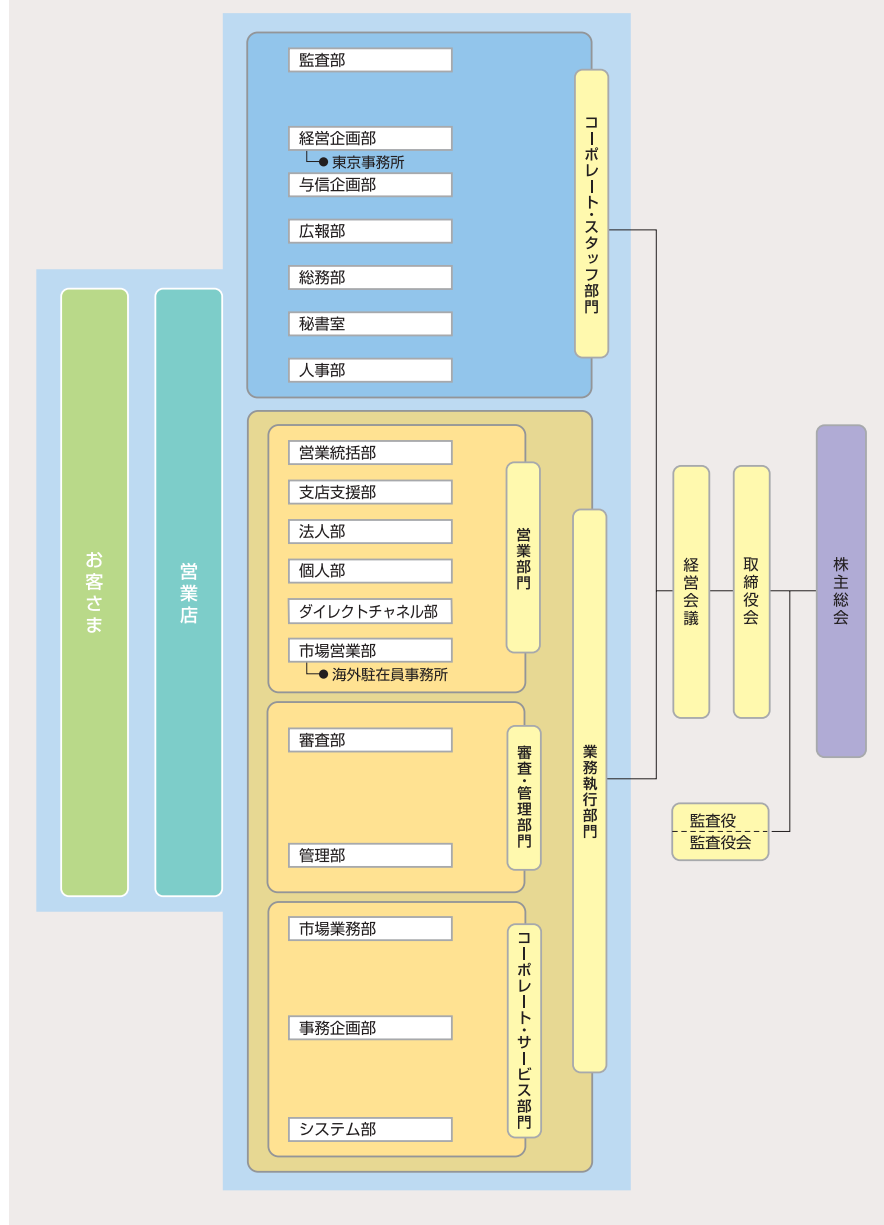 監査部
経営企画部
東京事務所
与信企画部
広報部
総務部
秘書室
人事部
コーポレート・スタッフ部門
営業統括部
支店支援部
法人部
個人部
ダイレクトチャネル部
市場営業部
海外駐在員事務所
営業部門
審査部
管理部
審査・管理部門
市場業務部
事務企画部
システム部
コーポレート・サービス部門
業務執行部門
お客さま
営業店
経営会議
取締役会
株主総会
監査役
監査役会